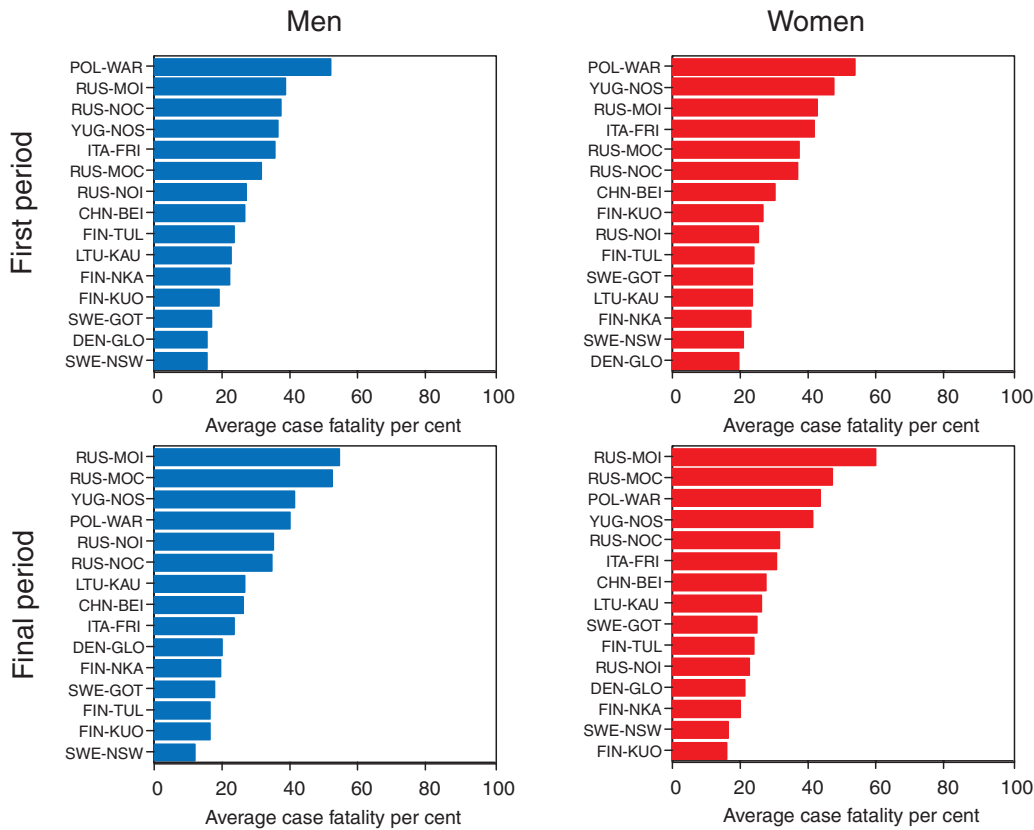 Men
Women
First period
POL-WAR
RUS-MOI
RUS-NOC
YUG-NOS
ITA-FRI
RUS-MOC
RUS-NOI
CHN-BEI
FIN-TUL
LTU-KAU
FIN-NKA
FIN-KUO
SWE-GOT
DEN-GLO
SWE-NSW
0 20 40 60 80 100
Average case fatality per cent
POL-WAR
YUG-NOS
RUS-MOI
ITA-FRI
RUS-MOC
RUS-NOC
CHN-BEI
FIN-KUO
RUS-NOI
FIN-TUL
SWE-GOT
LTU-KAU
FIN-NKA
SWE-NSW
DEN-GLO
0 20 40 60 80 100
Average case fatality per cent
Final period
RUS-MOI
RUS-MOC
YUG-NOS
POL-WAR
RUS-NOI
RUS-NOC
LTU-KAU
CHN-BEI
ITA-FRI
DEN-GLO
FIN-NKA
SWE-GOT
FIN-TUL
FIN-KUO
SWE-NSW
0 20 40 60 80 100
Average case fatality per cent
RUS-MOI
RUS-MOC
POL-WAR
YUG-NOS
RUS-NOC
ITA-FRI
CHN-BEI
LTU-KAU
SWE-GOT
FIN-TUL
RUS-NOI
DEN-GLO
FIN-NKA
SWE-NSW
FIN-KUO
0 20 40 60 80 100
Average case fatality per cent